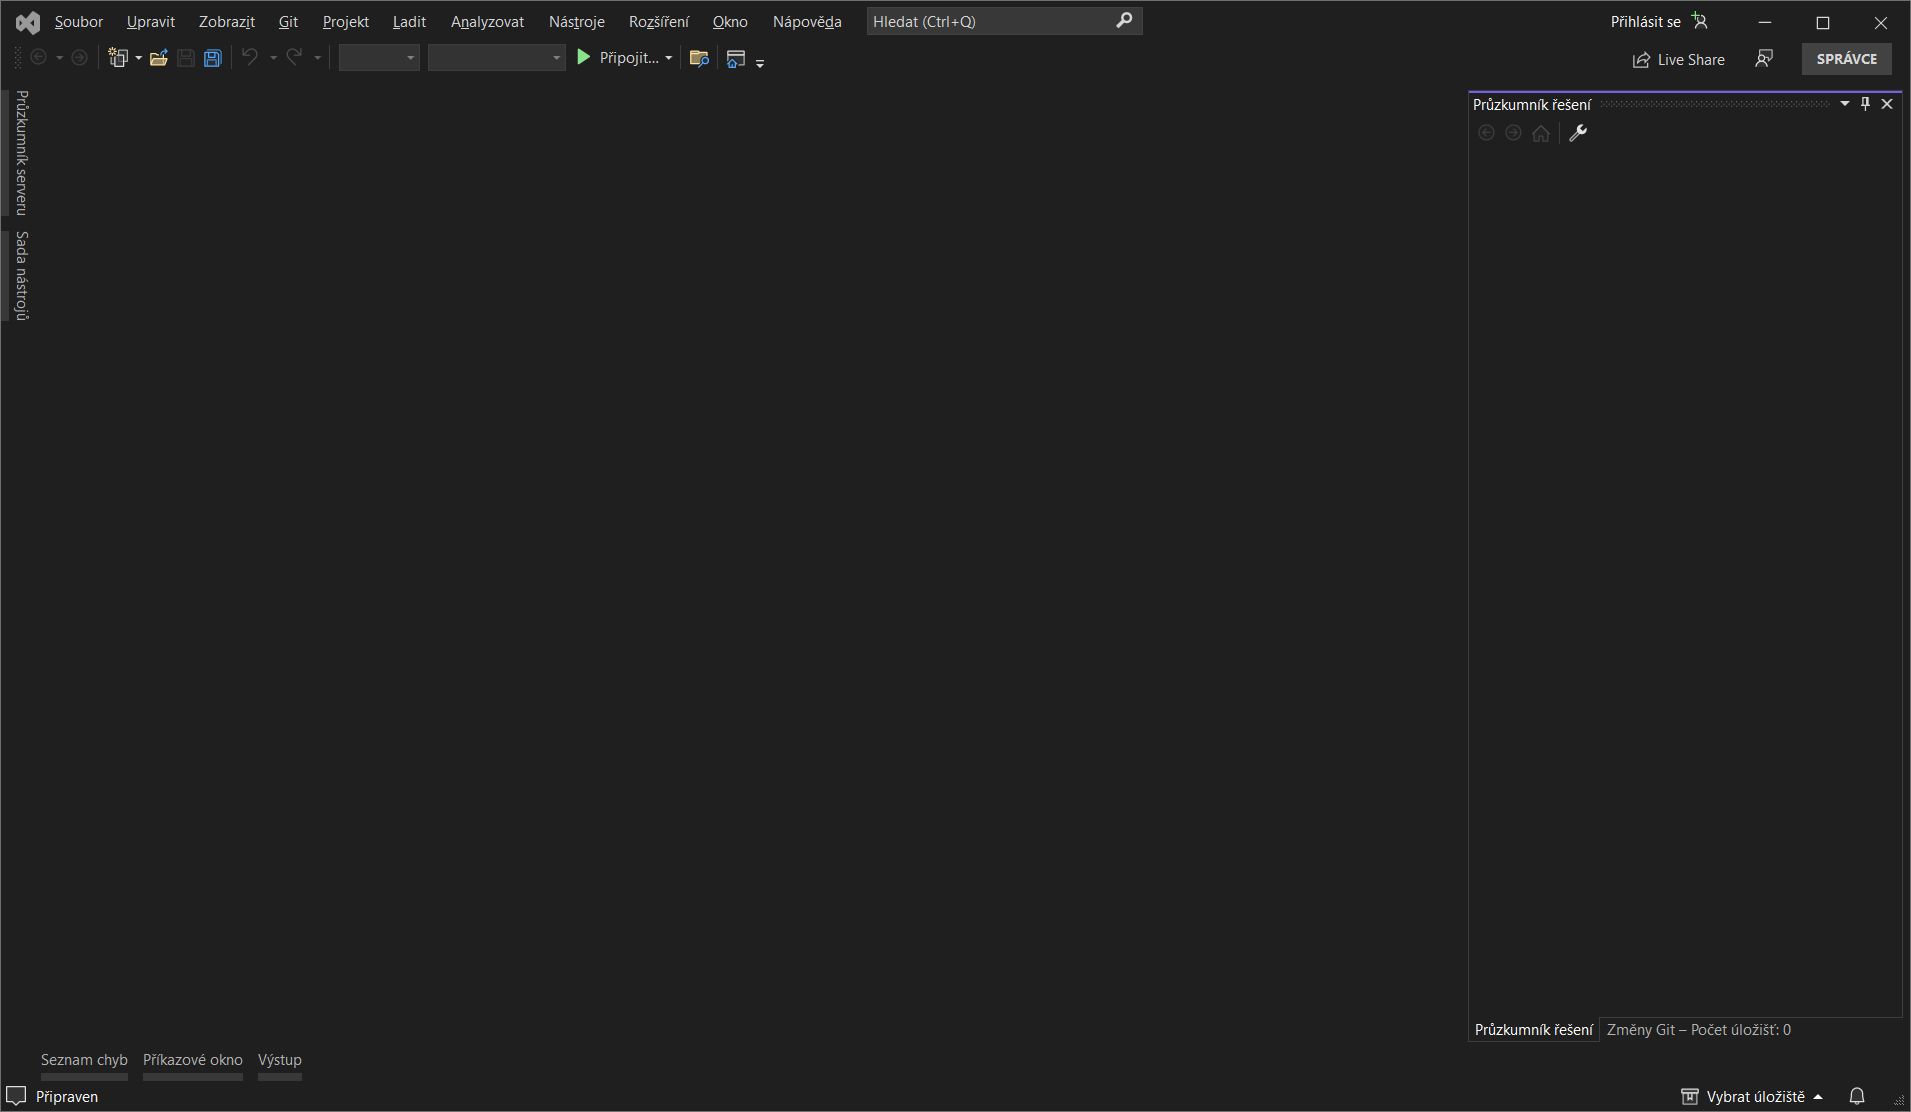 Soubor Upravit Zobrazit Git Projekt Ladit Analyzovat Nástroje Rozšíření Okno Nápověda Hledat (Ctrl+Q) Přihlásit se
Připojit... Live Share SPRÁVCE
Průzkumník serveru
Sada nástrojů
Průzkumník řešení
Průzkumník řešení Změny Git – Počet úložišť: 0
Seznam chyb Příkazové okno Výstup
Připraven Vybrat úložiště